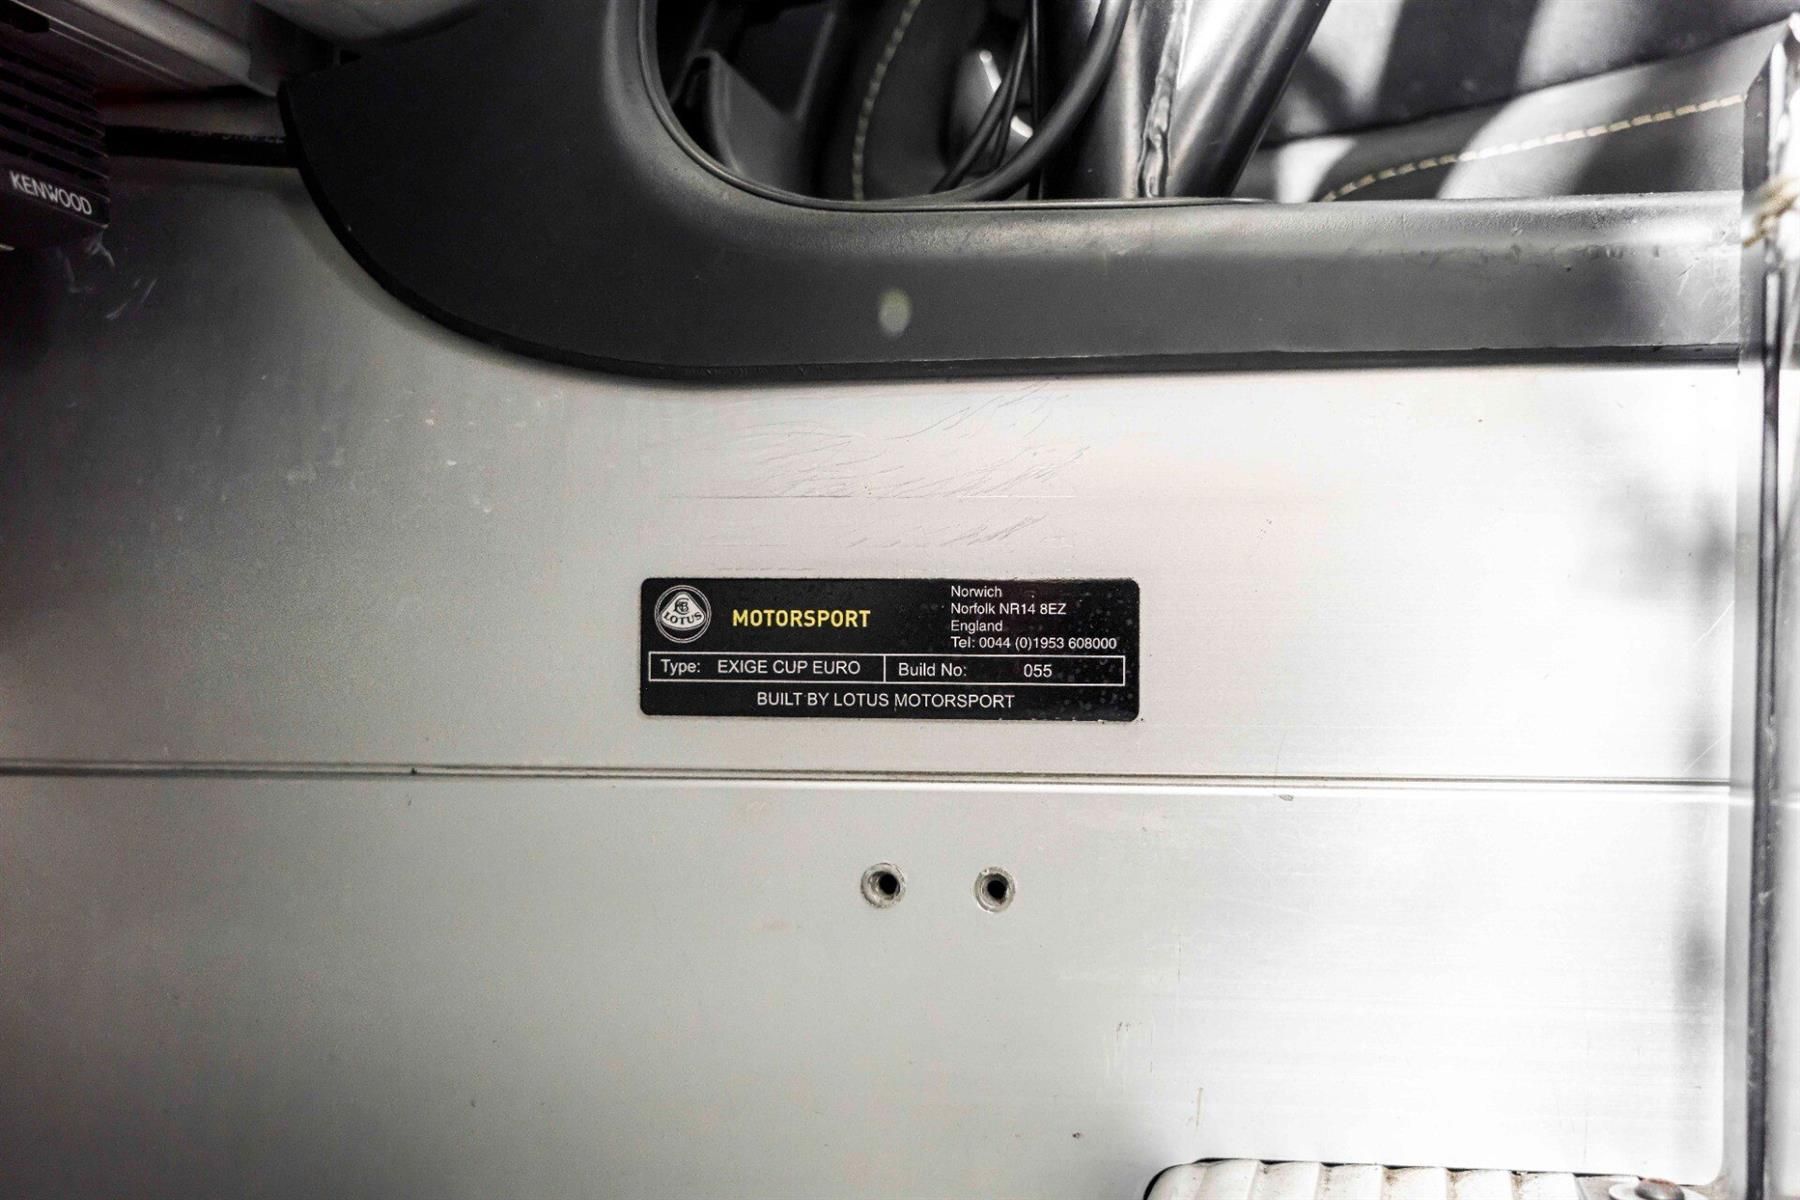 KENWOOD
LOTUS
MOTORSPORT
Norwich
Norfolk NR14 8EZ
England
Tel: 0044 (0)1953 608000
Type: EXIGE CUP EURO
Build No: 055
BUILT BY LOTUS MOTORSPORT